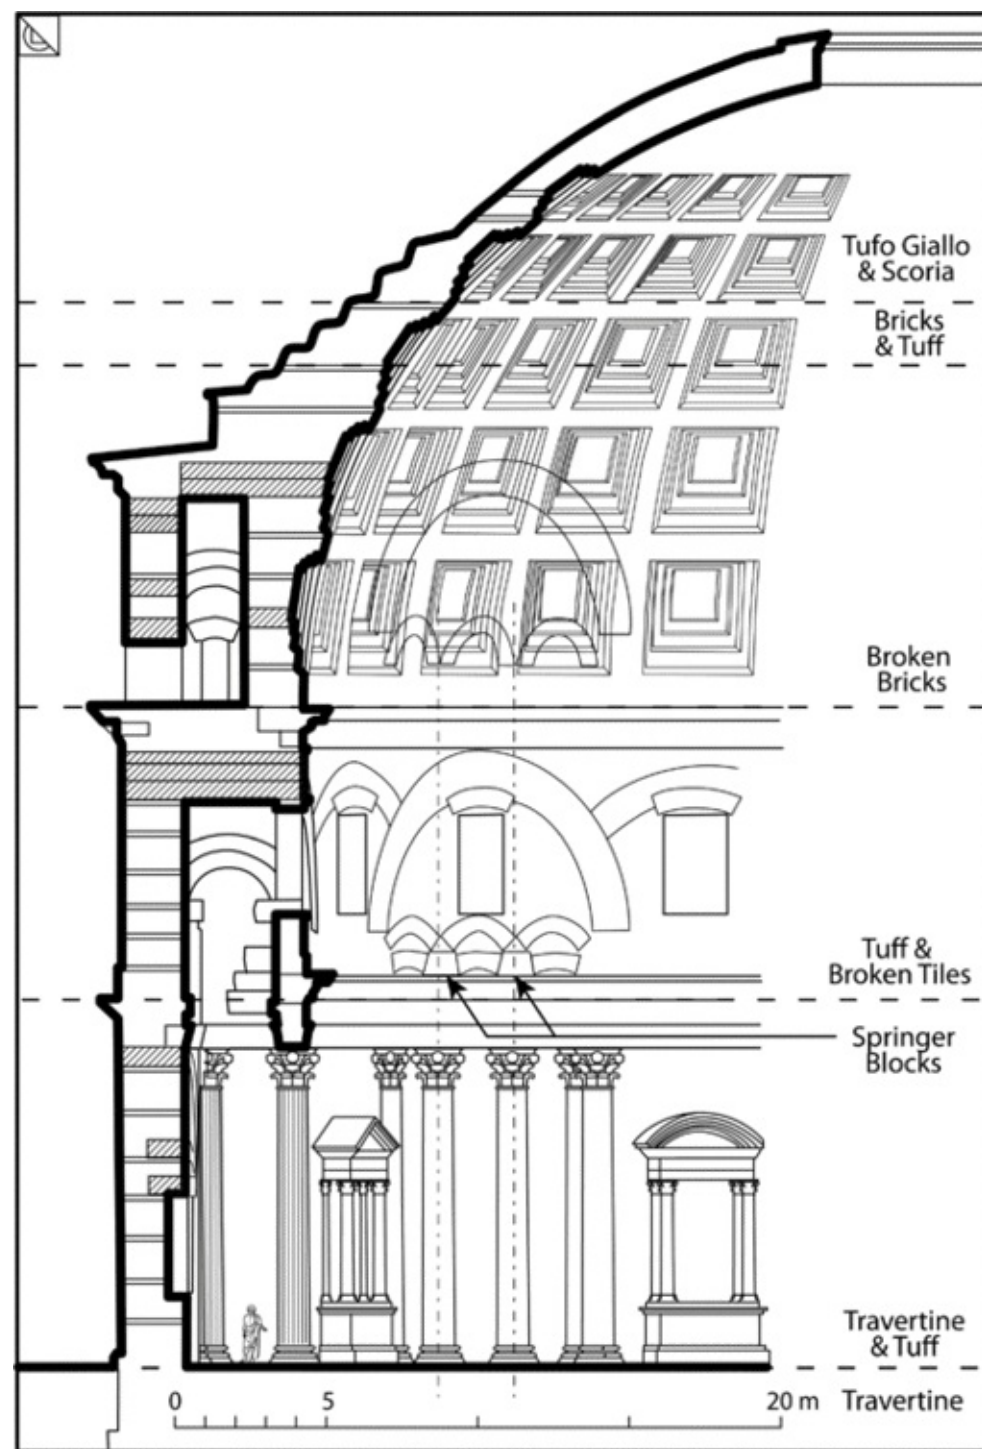 Tufo Giallo
& Scoria
Bricks
& Tuff
Broken
Bricks
Tuff &
Broken Tiles
Springer
Blocks
Travertine
& Tuff
0 5 20 m Travertine